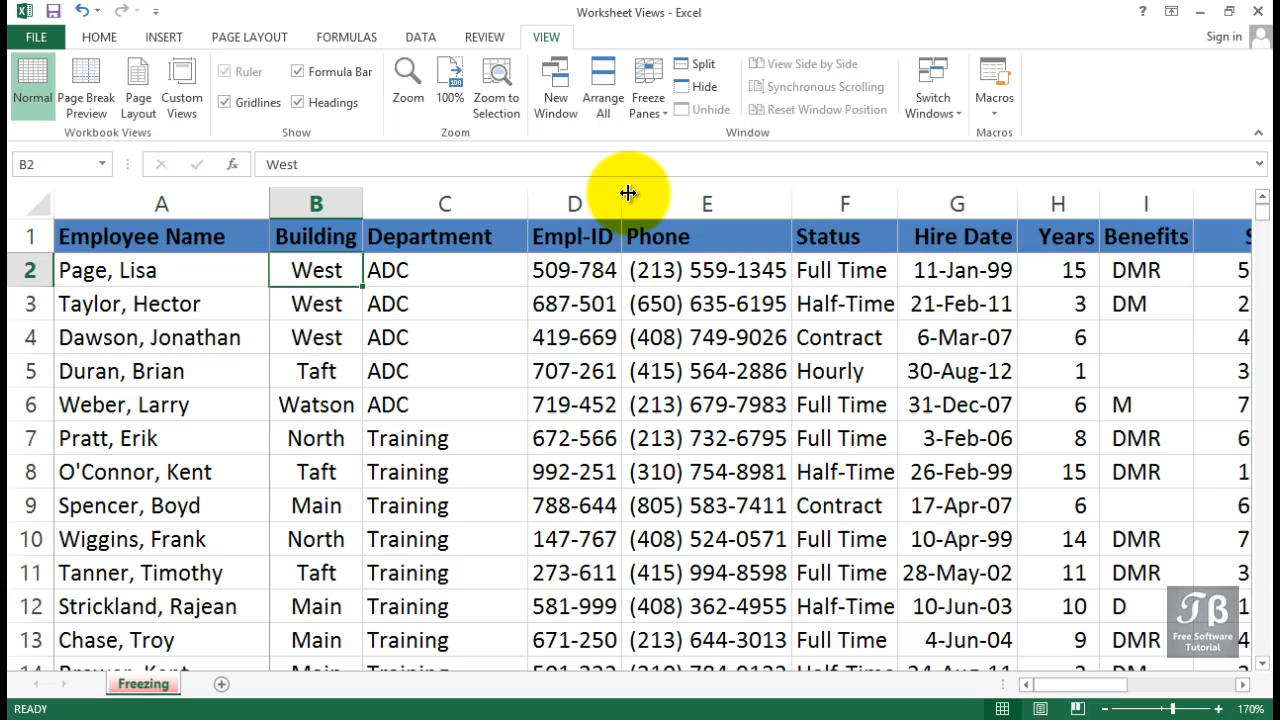 Worksheet Views - Excel
?
FILE HOME INSERT PAGE LAYOUT FORMULAS DATA REVIEW VIEW Sign in
Normal Page Break Preview Page Layout Custom Views
Workbook Views
Ruler Formula Bar
Gridlines Headings
Show
Zoom 100% Zoom to Selection
Zoom
New Window Arrange All Freeze Panes
Split View Side by Side
Hide Synchronous Scrolling
Unhide Reset Window Position
Switch Windows
Window
Macros
Macros
B2 fx West
A B C D E F G H I
1 Employee Name Building Department Empl-ID Phone Status Hire Date Years Benefits S
2 Page, Lisa West ADC 509-784 (213) 559-1345 Full Time 11-Jan-99 15 DMR 5
3 Taylor, Hector West ADC 687-501 (650) 635-6195 Half-Time 21-Feb-11 3 DM 2
4 Dawson, Jonathan West ADC 419-669 (408) 749-9026 Contract 6-Mar-07 6 4
5 Duran, Brian Taft ADC 707-261 (415) 564-2886 Hourly 30-Aug-12 1 3
6 Weber, Larry Watson ADC 719-452 (213) 679-7983 Full Time 31-Dec-07 6 M 7
7 Pratt, Erik North Training 672-566 (213) 732-6795 Full Time 3-Feb-06 8 DMR 6
8 O'Connor, Kent Taft Training 992-251 (310) 754-8981 Half-Time 26-Feb-99 15 DMR 1
9 Spencer, Boyd Main Training 788-644 (805) 583-7411 Contract 17-Apr-07 6 6
10 Wiggins, Frank North Training 147-767 (408) 524-0571 Full Time 10-Apr-99 14 DMR 7
11 Tanner, Timothy Taft Training 273-611 (415) 994-8598 Full Time 28-May-02 11 DMR 3
12 Strickland, Rajean Main Training 581-999 (408) 362-4955 Half-Time 10-Jun-03 10 D 1
13 Chase, Troy Main Training 671-250 (213) 644-3013 Full Time 4-Jun-04 9 DMR 4
TB
Free Software
Tutorial
Freezing
READY 170%